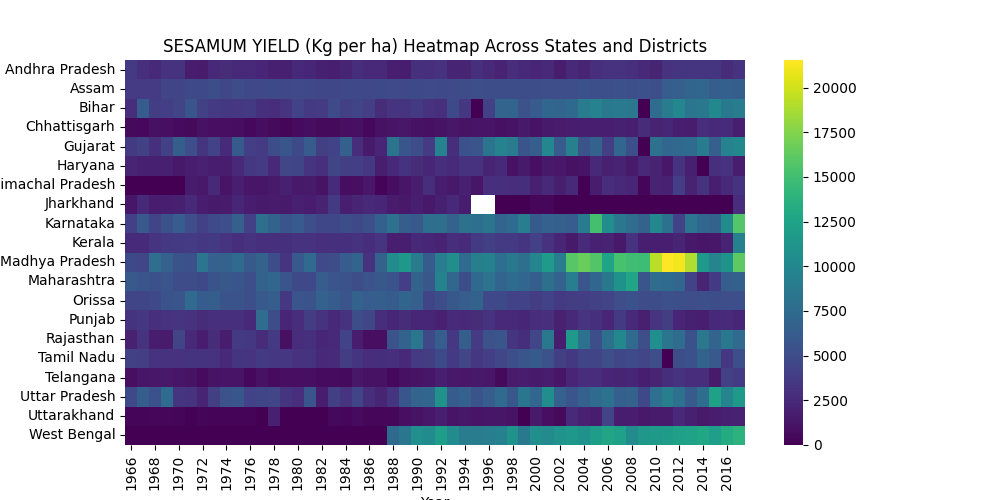 SESAMUM YIELD (Kg per ha) Heatmap Across States and Districts
Andhra Pradesh
Assam
Bihar
Chhattisgarh
Gujarat
Haryana
imachal Pradesh
Jharkhand
Karnataka
Kerala
Madhya Pradesh
Maharashtra
Orissa
Punjab
Rajasthan
Tamil Nadu
Telangana
Uttar Pradesh
Uttarakhand
West Bengal
1966 1968 1970 1972 1974 1976 1978 1980 1982 1984 1986 1988 1990 1992 1994 1996 1998 2000 2002 2004 2006 2008 2010 2012 2014 2016
Year
20000
17500
15000
12500
10000
7500
5000
2500
0